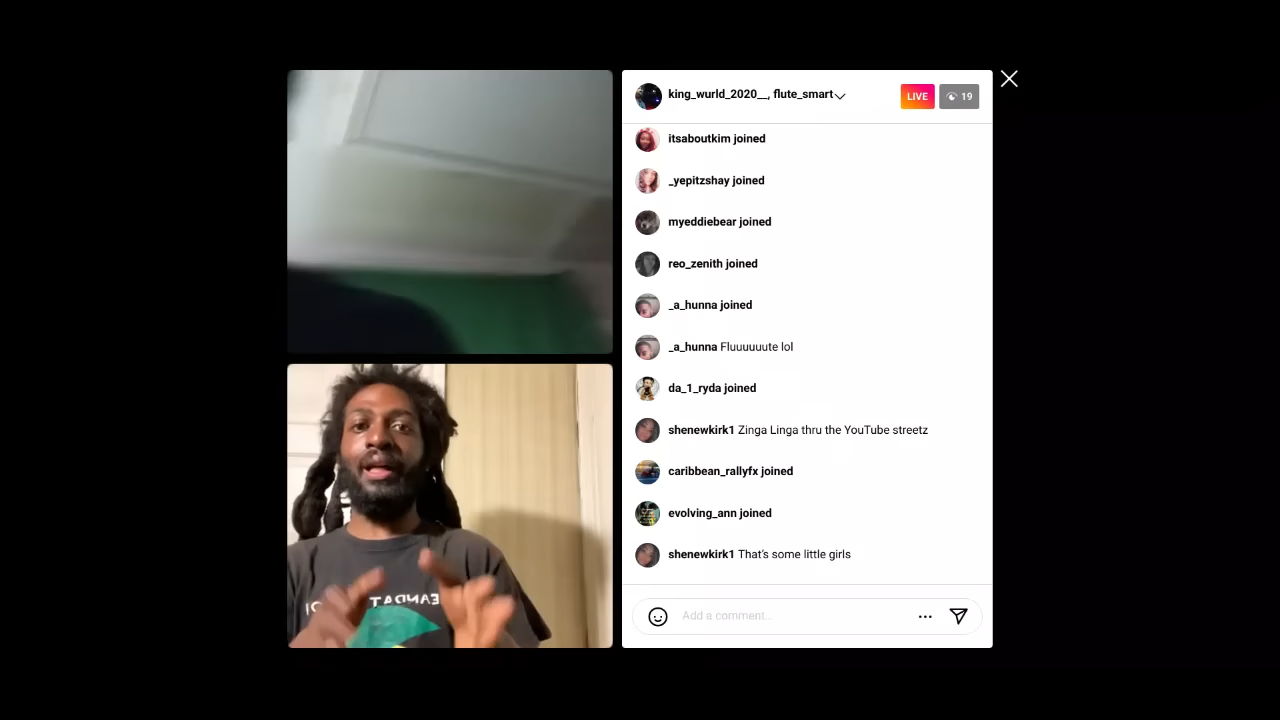 king_wurld_2020__, flute_smart
LIVE
19
itsaboutkim joined
_yepitzshay joined
myeddiebear joined
reo_zenith joined
_a_hunna joined
_a_hunna Fluuuuuute lol
da_1_ryda joined
shenewkirk1 Zinga Linga thru the YouTube streetz
caribbean_rallyfx joined
evolving_ann joined
shenewkirk1 That's some little girls
Add a comment...